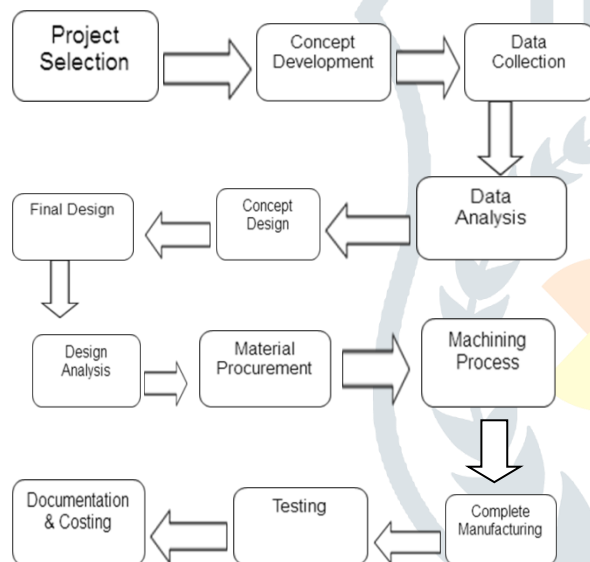 Project
Selection
Concept
Development
Data
Collection
Data
Analysis
Concept
Design
Final Design
Design
Analysis
Material
Procurement
Machining
Process
Complete
Manufacturing
Testing
Documentation
& Costing